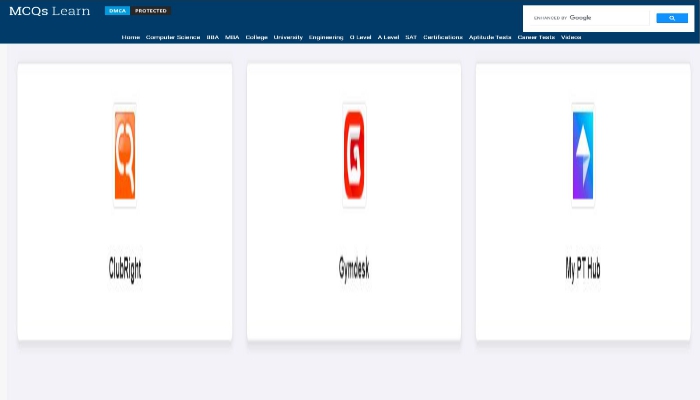 MCQs Learn DMCA PROTECTED
ENHANCED BY Google
Home Computer Science BBA MBA College University Engineering O Level A Level SAT Certifications Aptitude Tests Career Tests Videos
ClubRight Gymdesk My PT Hub